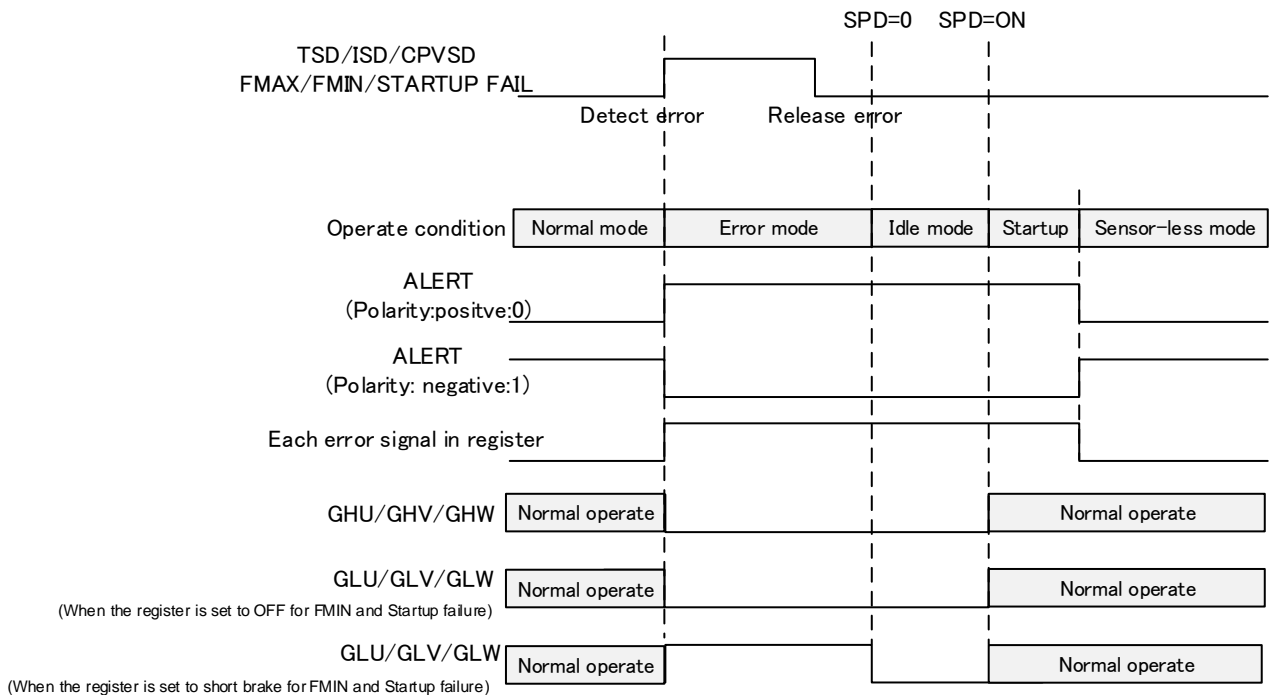 SPD=0 SPD=ON
TSD/ISD/CPVSD
FMAX/FMIN/STARTUP FAIL
Detect error Release error
Operate condition Normal mode Error mode Idle mode Startup Sensor-less mode
ALERT
(Polarity:positve:0)
ALERT
(Polarity: negative:1)
Each error signal in register
GHU/GHV/GHW Normal operate Normal operate
GLU/GLV/GLW Normal operate Normal operate
(When the register is set to OFF for FMIN and Startup failure)
GLU/GLV/GLW Normal operate Normal operate
(When the register is set to short brake for FMIN and Startup failure)